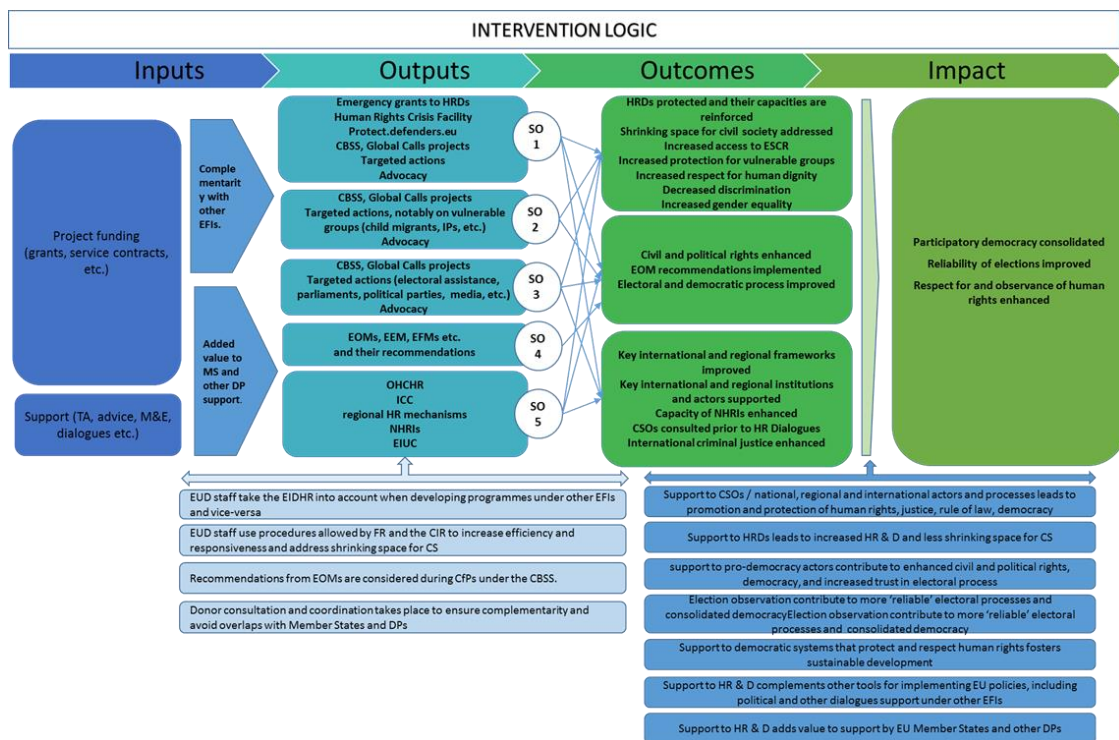 INTERVENTION LOGIC
Inputs
Outputs
Outcomes
Impact
Project funding
(grants, service contracts,
etc.)
Support (TA, advice, M&E,
dialogues etc.)
Comple
mentarit
y with
other
EFIs.
Added
value to
MS and
other DP
support.
Emergency grants to HRDs
Human Rights Crisis Facility
Protect.defenders.eu
CBSS, Global Calls projects
Targeted actions
Advocacy
SO
1
CBSS, Global Calls projects
Targeted actions, notably on vulnerable
groups (child migrants, IPs, etc.)
Advocacy
SO
2
CBSS, Global Calls projects
Targeted actions (electoral assistance,
parliaments, political parties, media, etc.)
Advocacy
SO
3
EOMs, EEM, EFMs etc.
and their recommendations
SO
4
OHCHR
ICC
regional HR mechanisms
NHRIs
EIUC
SO
5
HRDs protected and their capacities are
reinforced
Shrinking space for civil society addressed
Increased access to ESCR
Increased protection for vulnerable groups
Increased respect for human dignity
Decreased discrimination
Increased gender equality
Civil and political rights enhanced
EOM recommendations implemented
Electoral and democratic process improved
Key international and regional frameworks
improved
Key international and regional institutions
and actors supported
Capacity of NHRIs enhanced
CSOs consulted prior to HR Dialogues
International criminal justice enhanced
Participatory democracy consolidated
Reliability of elections improved
Respect for and observance of human
rights enhanced
EUD staff take the EIDHR into account when developing programmes under other EFIs
and vice-versa
EUD staff use procedures allowed by FR and the CIR to increase efficiency and
responsiveness and address shrinking space for CS
Recommendations from EOMs are considered during CfPs under the CBSS.
Donor consultation and coordination takes place to ensure complementarity and
avoid overlaps with Member States and DPs
Support to CSOs / national, regional and international actors and processes leads to
promotion and protection of human rights, justice, rule of law, democracy
Support to HRDs leads to increased HR & D and less shrinking space for CS
support to pro-democracy actors contribute to enhanced civil and political rights,
democracy, and increased trust in electoral process
Election observation contribute to more ‘reliable’ electoral processes and
consolidated democracyElection observation contribute to more ‘reliable’ electoral
processes and consolidated democracy
Support to democratic systems that protect and respect human rights fosters
sustainable development
Support to HR & D complements other tools for implementing EU policies, including
political and other dialogues support under other EFIs
Support to HR & D adds value to support by EU Member States and other DPs